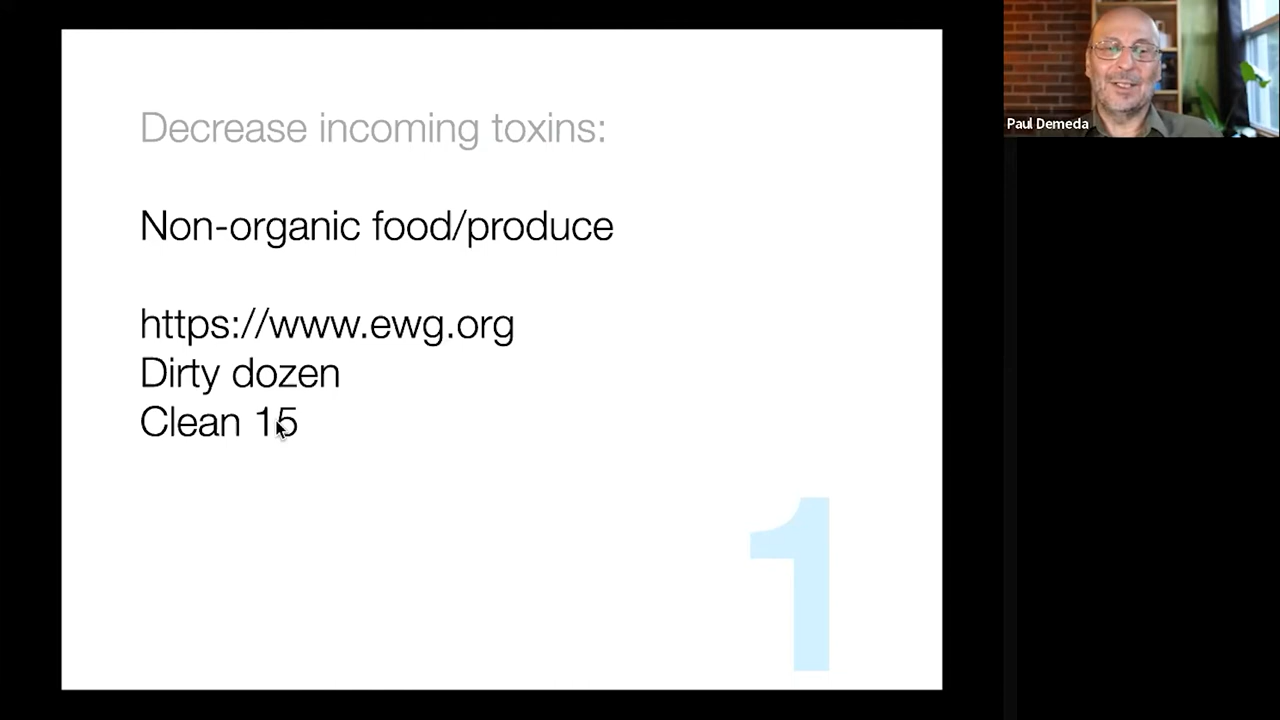 Decrease incoming toxins:
Non-organic food/produce
https://www.ewg.org
Dirty dozen
Clean 15
1
Paul Demeda